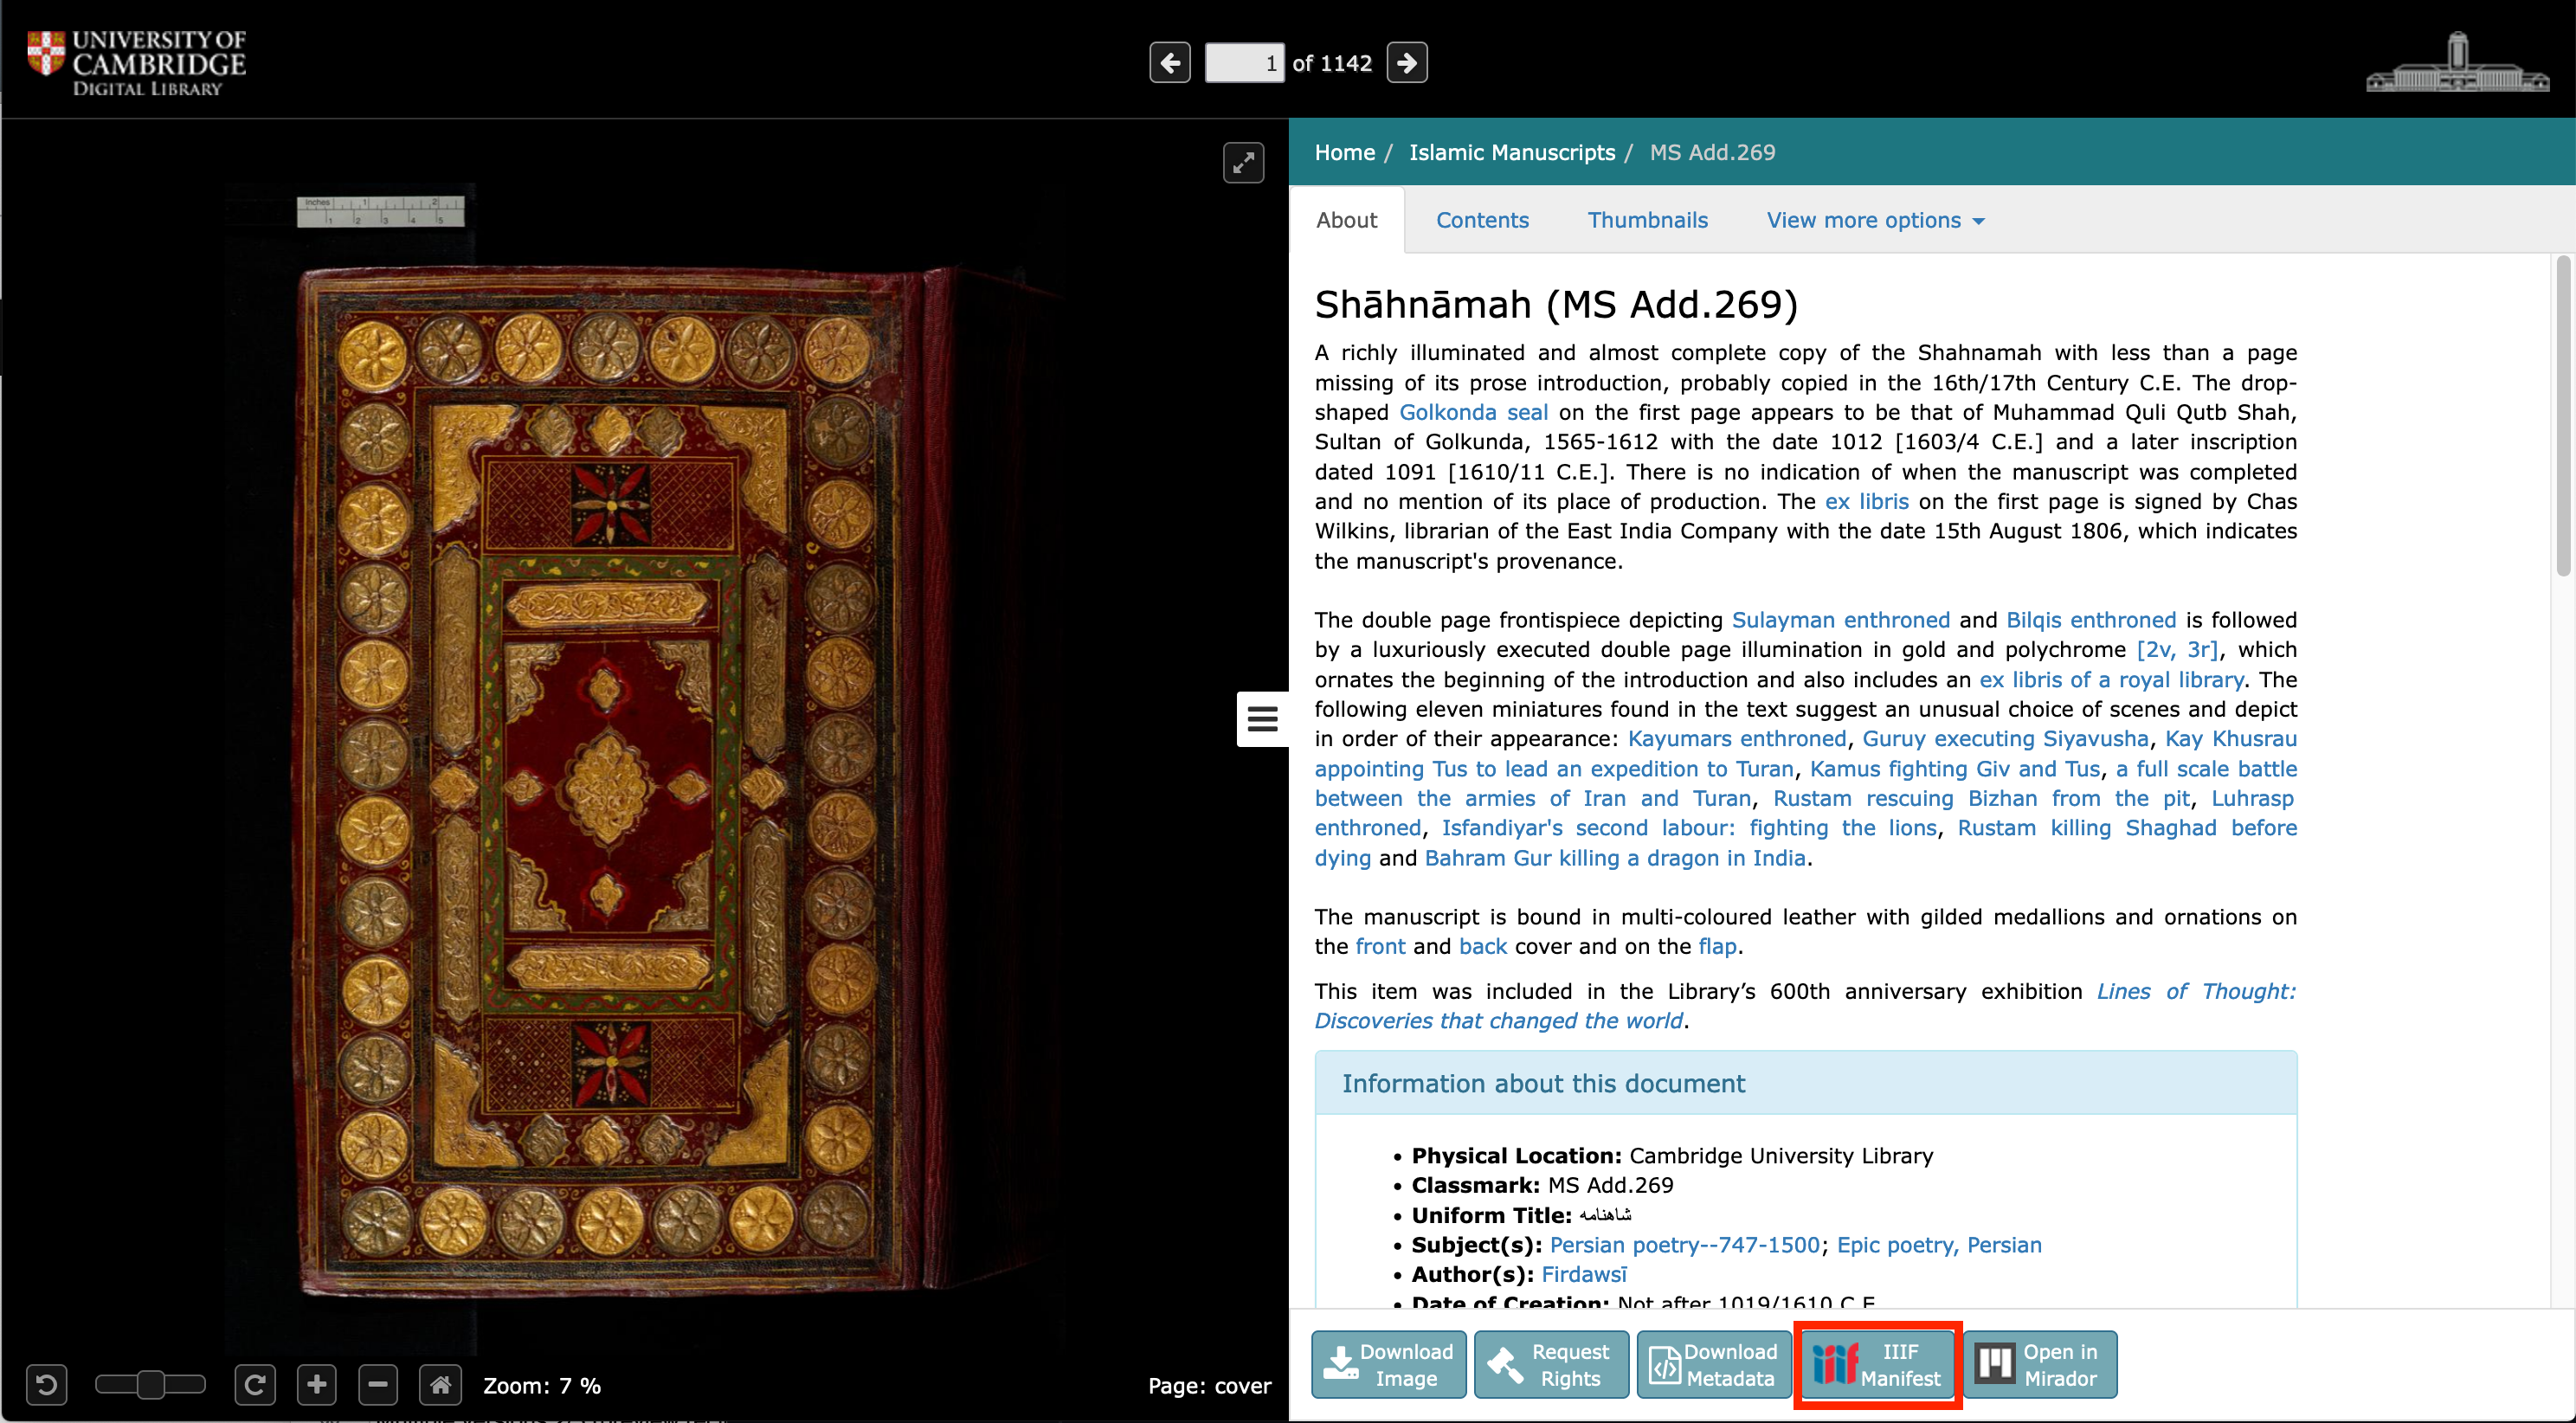 UNIVERSITY OF
CAMBRIDGE
DIGITAL LIBRARY
1 of 1142
Inches 1 2
1 2 3 4 5
Home / Islamic Manuscripts / MS Add.269
About Contents Thumbnails View more options
Shāhnāmah (MS Add.269)
A richly illuminated and almost complete copy of the Shahnamah with less than a page
missing of its prose introduction, probably copied in the 16th/17th Century C.E. The drop-
shaped Golkonda seal on the first page appears to be that of Muhammad Quli Qutb Shah,
Sultan of Golkunda, 1565-1612 with the date 1012 [1603/4 C.E.] and a later inscription
dated 1091 [1610/11 C.E.]. There is no indication of when the manuscript was completed
and no mention of its place of production. The ex libris on the first page is signed by Chas
Wilkins, librarian of the East India Company with the date 15th August 1806, which indicates
the manuscript's provenance.
The double page frontispiece depicting Sulayman enthroned and Bilqis enthroned is followed
by a luxuriously executed double page illumination in gold and polychrome [2v, 3r], which
ornates the beginning of the introduction and also includes an ex libris of a royal library. The
following eleven miniatures found in the text suggest an unusual choice of scenes and depict
in order of their appearance: Kayumars enthroned, Guruy executing Siyavusha, Kay Khusrau
appointing Tus to lead an expedition to Turan, Kamus fighting Giv and Tus, a full scale battle
between the armies of Iran and Turan, Rustam rescuing Bizhan from the pit, Luhrasp
enthroned, Isfandiyar's second labour: fighting the lions, Rustam killing Shaghad before
dying and Bahram Gur killing a dragon in India.
The manuscript is bound in multi-coloured leather with gilded medallions and ornations on
the front and back cover and on the flap.
This item was included in the Library’s 600th anniversary exhibition Lines of Thought:
Discoveries that changed the world.
Information about this document
• Physical Location: Cambridge University Library
• Classmark: MS Add.269
• Uniform Title: شاهنامه
• Subject(s): Persian poetry--747-1500; Epic poetry, Persian
• Author(s): Firdawsī
• Date of Creation: Not after 1019/1610 C.E
Zoom: 7 %
Page: cover
Download
Image
Request
Rights
Download
Metadata
iiif
IIIF
Manifest
Open in
Mirador